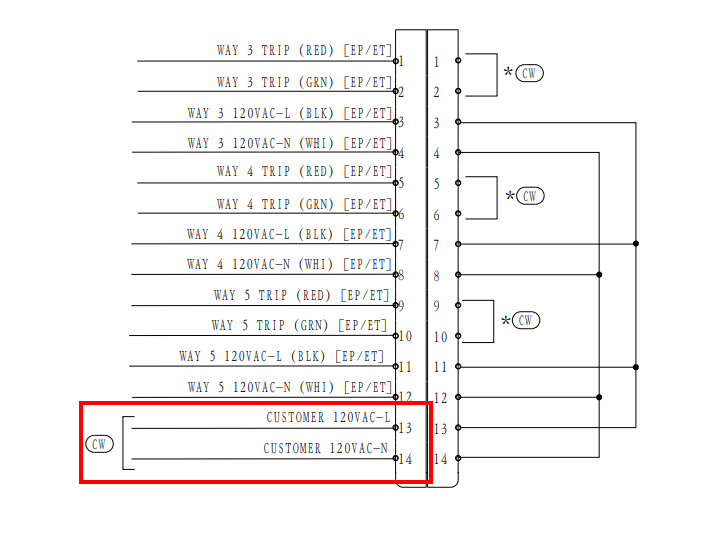 WAY 3 TRIP (RED) [EP/ET] 1 1
* CW
WAY 3 TRIP (GRN) [EP/ET] 2 2
WAY 3 120VAC-L (BLK) [EP/ET] 3 3
WAY 3 120VAC-N (WHI) [EP/ET] 4 4
WAY 4 TRIP (RED) [EP/ET] 5 5
* CW
WAY 4 TRIP (GRN) [EP/ET] 6 6
WAY 4 120VAC-L (BLK) [EP/ET] 7 7
WAY 4 120VAC-N (WHI) [EP/ET] 8 8
WAY 5 TRIP (RED) [EP/ET] 9 9
* CW
WAY 5 TRIP (GRN) [EP/ET] 10 10
WAY 5 120VAC-L (BLK) [EP/ET] 11 11
WAY 5 120VAC-N (WHI) [EP/ET] 12 12
CUSTOMER 120VAC-L 13 13
CW
CUSTOMER 120VAC-N 14 14